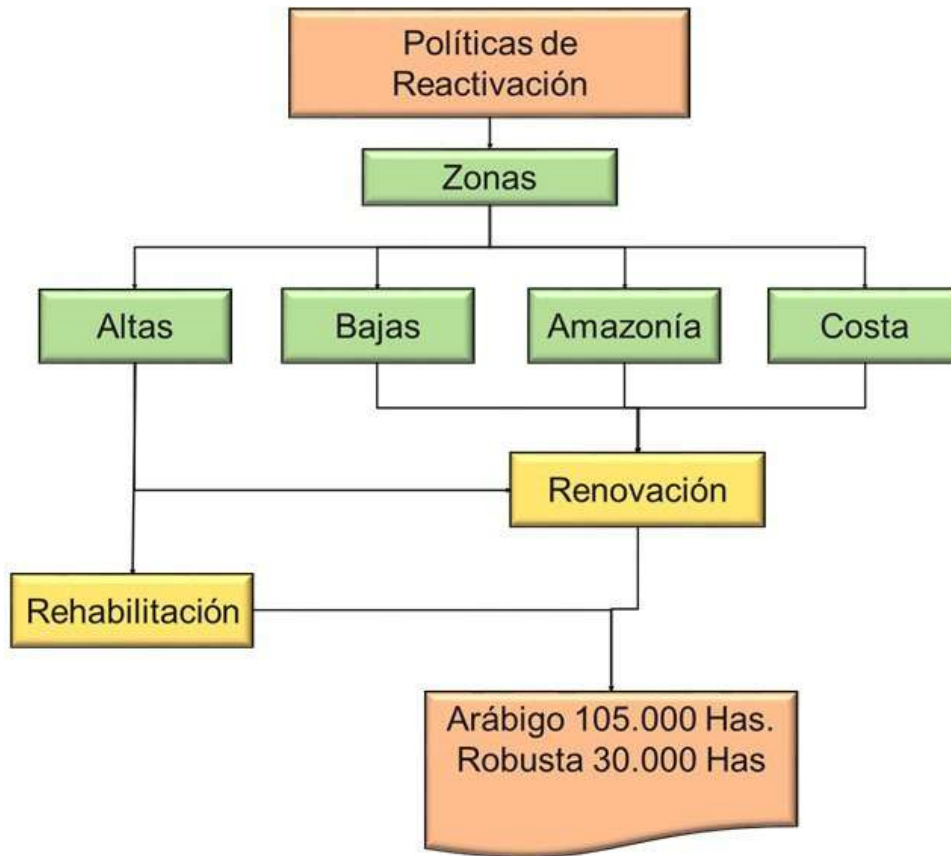 Políticas de
Reactivación
Zonas
Altas
Bajas
Amazonía
Costa
Renovación
Rehabilitación
Arábigo 105.000 Has.
Robusta 30.000 Has